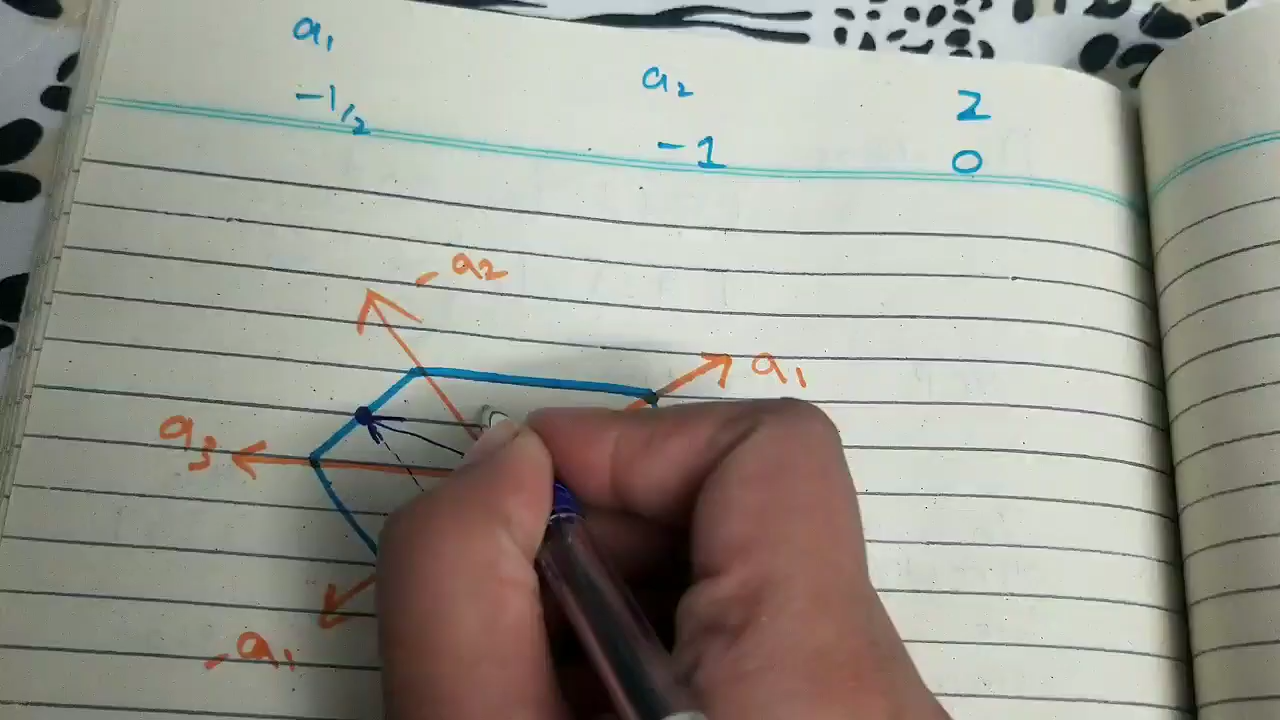 a₁ a₂ z
-1/2 -1 0
-a₂
a₁
a₃
-a₁